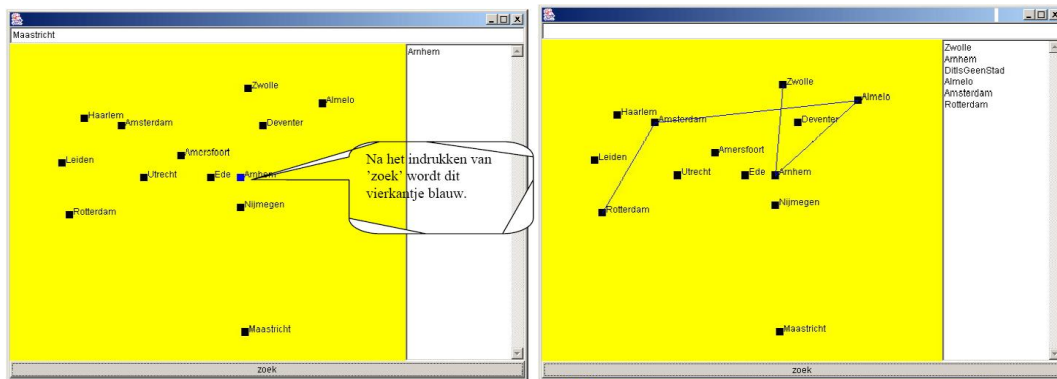 Maastricht
Arnhem
Zwolle
Almelo
Haarlem
Amsterdam
Deventer
Amersfoort
Leiden
Utrecht
Ede
Arnhem
Nijmegen
Rotterdam
Maastricht
Na het indrukken van
’zoek’ wordt dit
vierkantje blauw.
zoek
Zwolle
Arnhem
DitIsGeenStad
Almelo
Amsterdam
Rotterdam
Zwolle
Almelo
Haarlem
Amsterdam
Deventer
Amersfoort
Leiden
Utrecht
Ede
Arnhem
Nijmegen
Rotterdam
Maastricht
zoek